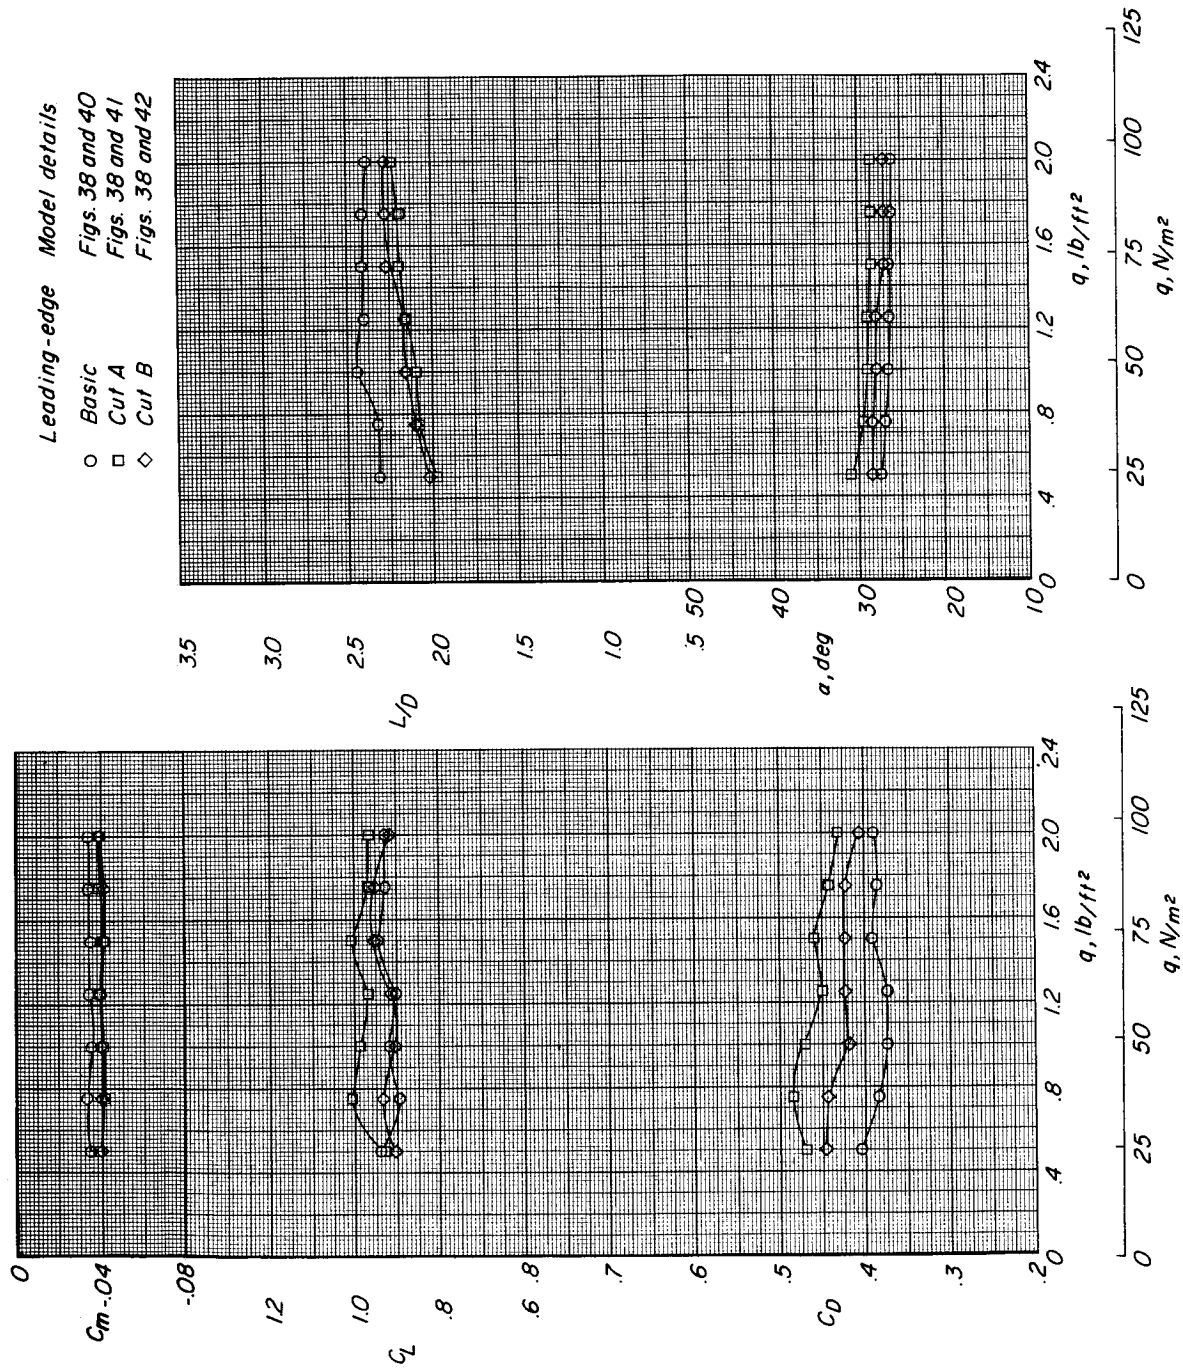 Leading-edge Model details
Basic Figs. 38 and 40
Cut A Figs. 38 and 41
Cut B Figs. 38 and 42
0
Cm -.04
-.08
1.2
1.0
CL
.8
.6
.7
.6
.5
CD .4
.3
.2
0 .4 .8 1.2 1.6 2.0 2.4
q, lb/ft²
0 25 50 75 100 125
q, N/m²
3.5
3.0
2.5
L/D
2.0
1.5
1.0
.5
50
α, deg 40
30
20
10
0 .4 .8 1.2 1.6 2.0 2.4
q, lb/ft²
0 25 50 75 100 125
q, N/m²